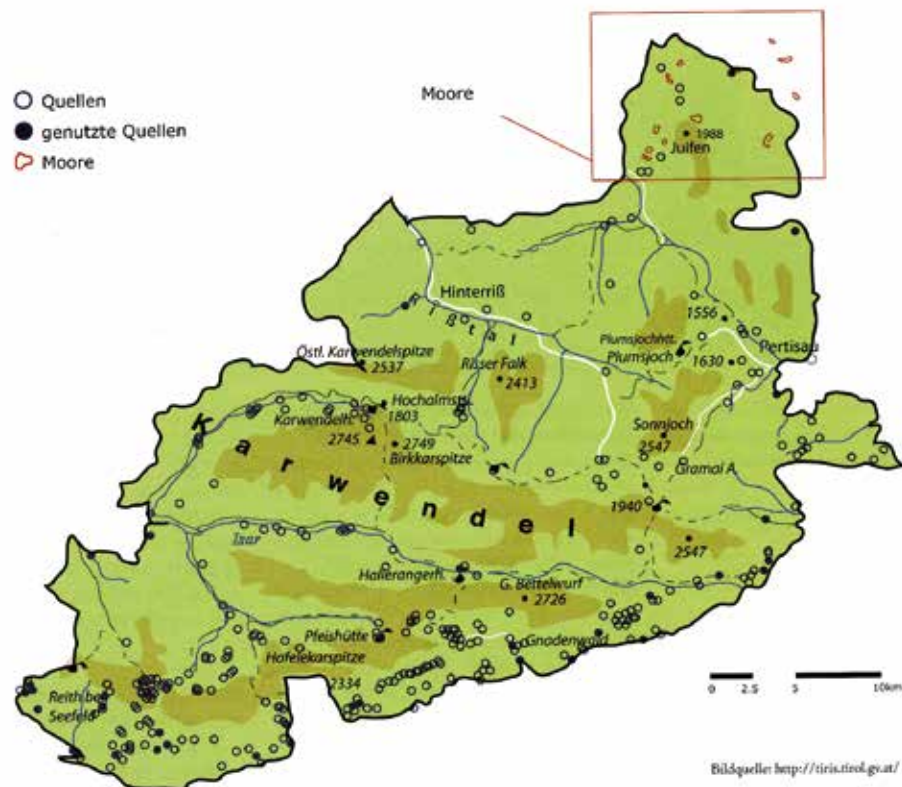 Quellen
genutzte Quellen
Moore
Moore
1988
Juifen
Hinterriß
Rißtal
1556
Plumsjochhtt.
Plumsjoch
Pertisau
1630
Östl. Karwendelspitze
2537
Risser Falk
2413
Hochalmstl.
Karwendelh.
1803
2745
2749
Birkkarspitze
Sonnjoch
2547
Gramai A
Karwendel
1940
2547
Isar
Hallerangerh.
G. Bettelwurf
2726
Pfeishütte
Gnadenwald
Hafelekarspitze
2334
Reith bei
Seefeld
0 2.5 5 10km
Bildquelle: http://tiris.tirol.gv.at/